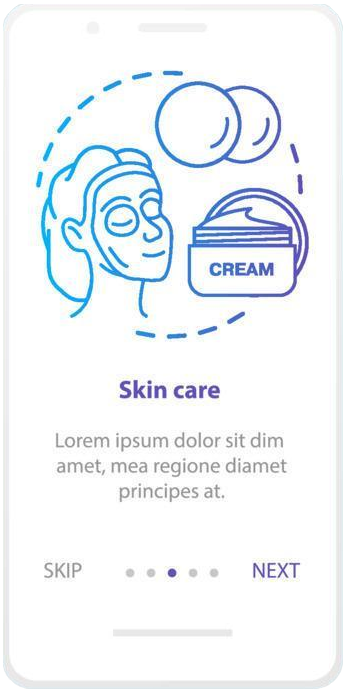 CREAM
Skin care
Lorem ipsum dolor sit dim
amet, mea regione diamet
principes at.
SKIP NEXT